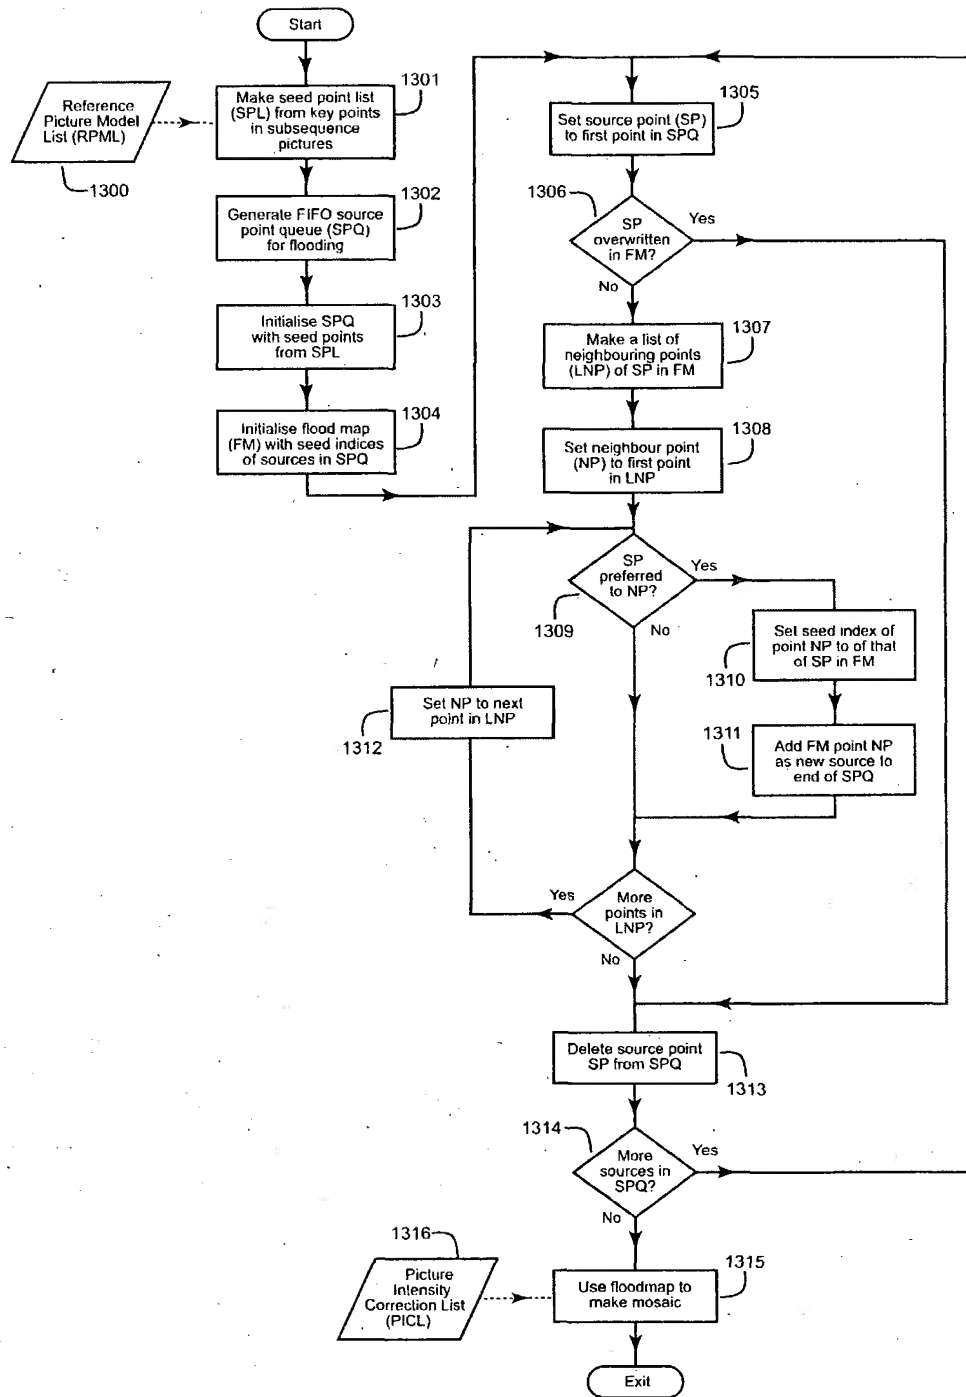 Start
Reference
Picture Model
List (RPML)
1300
1301
Make seed point list
(SPL) from key points
in subsequence
pictures
1302
Generate FIFO source
point queue (SPQ)
for flooding
1303
Initialise SPQ
with seed points
from SPL
1304
Initialise flood map
(FM) with seed indices
of sources in SPQ
1305
Set source point (SP)
to first point in SPQ
1306
SP
overwritten
in FM?
Yes
No
1307
Make a list of
neighbouring points
(LNP) of SP in FM
1308
Set neighbour point
(NP) to first point
in LNP
SP
preferred
to NP?
Yes
1309
No
Set seed index of
point NP to of that
of SP in FM
1310
1311
Add FM point NP
as new source to
end of SPQ
Set NP to next
point in LNP
1312
Yes
More
points in
LNP?
No
Delete source point
SP from SPQ
1313
1314
More
sources in
SPQ?
Yes
No
1316
Picture
Intensity
Correction List
(PICL)
1315
Use floodmap to
make mosaic
Exit